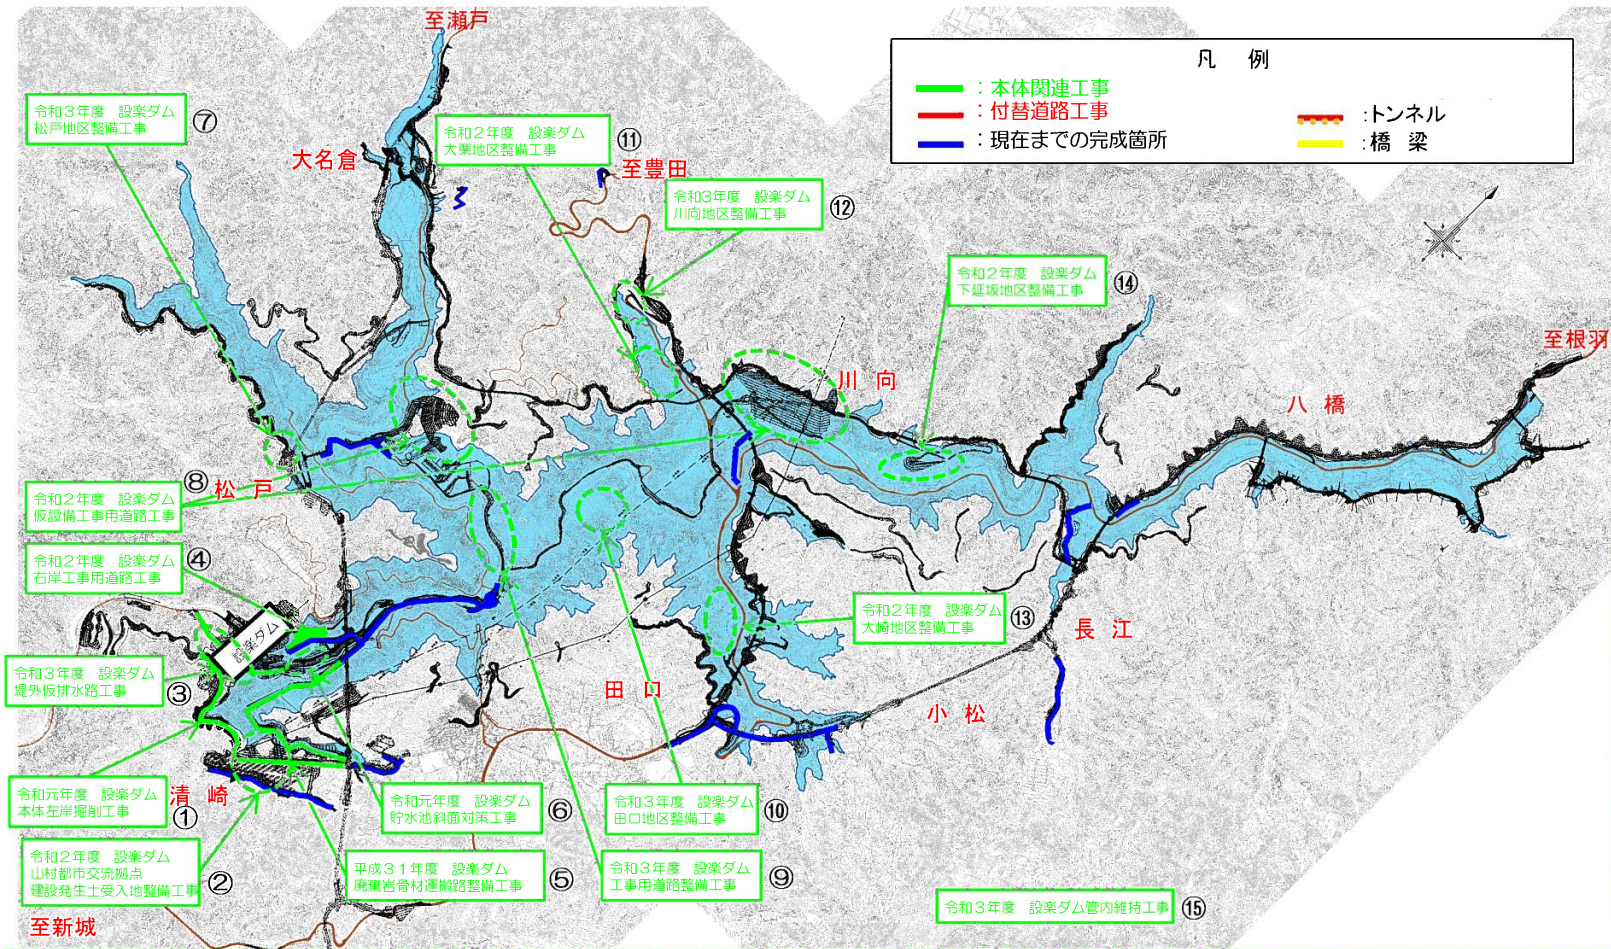 至瀬戸
凡 例
：本体関連工事
：付替道路工事
：現在までの完成箇所
：トンネル
：橋 梁
令和３年度 設楽ダム
松戸地区整備工事
⑦
大名倉
令和２年度 設楽ダム
大栗地区整備工事
⑪
至豊田
令和3年度 設楽ダム
川向地区整備工事
⑫
令和２年度 設楽ダム
下延坂地区整備工事
⑭
至根羽
川 向
八 橋
⑧
松 戸
令和２年度 設楽ダム
仮設備工事用道路工事
令和２年度 設楽ダム
右岸工事用道路工事
④
設楽ダム
令和３年度 設楽ダム
堤外仮排水路工事
③
令和２年度 設楽ダム
大崎地区整備工事
⑬
長 江
田 口
小 松
令和元年度 設楽ダム
本体左岸掘削工事
①
清 崎
令和元年度 設楽ダム
貯水池斜面対策工事
⑥
令和３年度 設楽ダム
田口地区整備工事
⑩
令和２年度 設楽ダム
山村都市交流拠点
建設発生土受入地整備工事
②
平成３１年度 設楽ダム
廃棄岩骨材運搬路整備工事
⑤
令和３年度 設楽ダム
工事用道路整備工事
⑨
令和３年度 設楽ダム管内維持工事
⑮
至新城